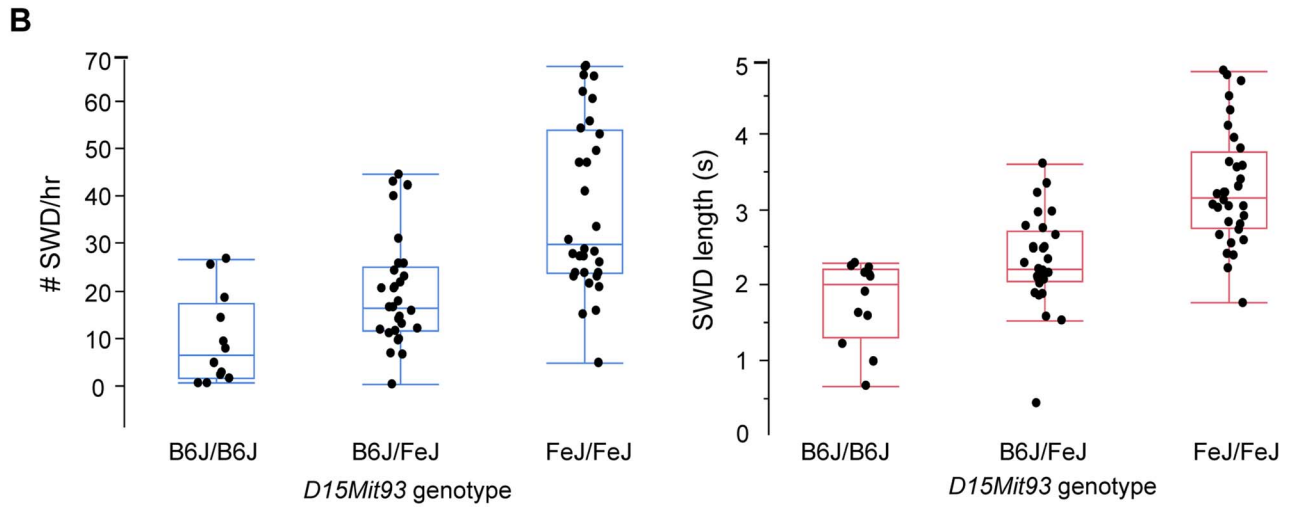 B
# SWD/hr
70
60
50
40
30
20
10
0
B6J/B6J B6J/FeJ FeJ/FeJ
D15Mit93 genotype
SWD length (s)
5
4
3
2
1
0
B6J/B6J B6J/FeJ FeJ/FeJ
D15Mit93 genotype